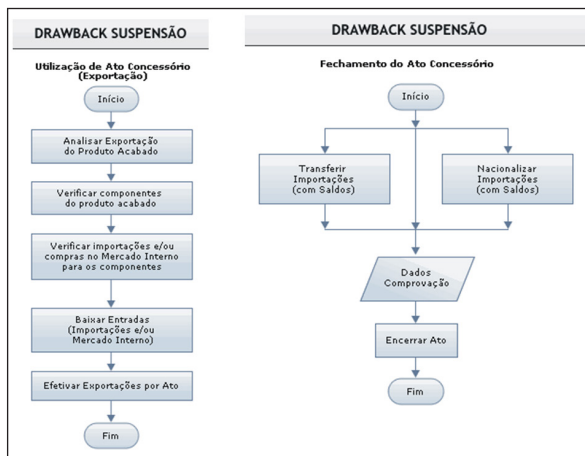 DRAWBACK SUSPENSÃO
Utilização de Ato Concessório
(Exportação)
Início
Analisar Exportação
do Produto Acabado
Verificar componentes
do produto acabado
Verificar importações e/ou
compras no Mercado Interno
para os componentes
Baixar Entradas
(Importações e/ou
Mercado Interno)
Efetivar Exportações por Ato
Fim
DRAWBACK SUSPENSÃO
Fechamento do Ato Concessório
Início
Transferir
Importações
(com Saldos)
Nacionalizar
Importações
(com Saldos)
Dados
Comprovação
Encerrar Ato
Fim